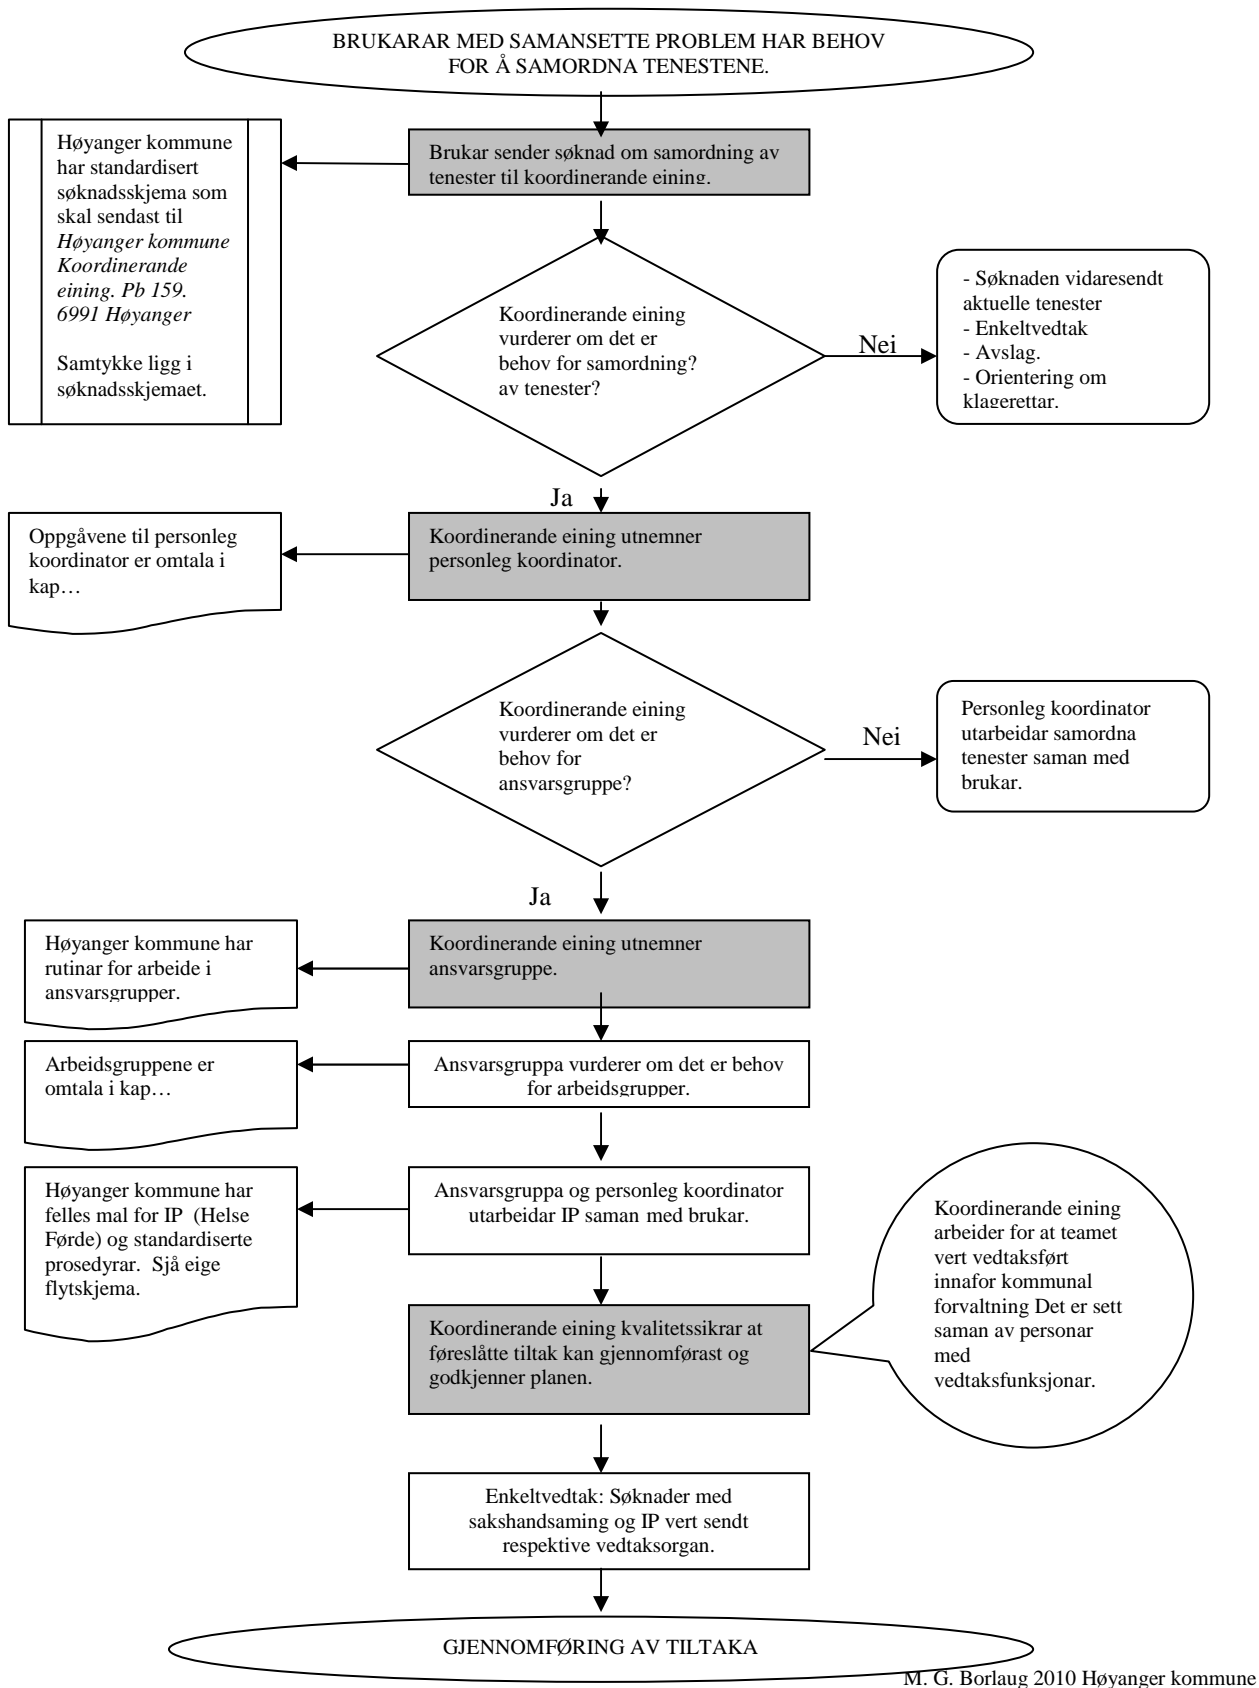 BRUKARAR MED SAMANSETTE PROBLEM HAR BEHOV
FOR Å SAMORDNA TENESTENE.
Brukar sender søknad om samordning av
tenester til koordinerande eining.
Høyanger kommune
har standardisert
søknadsskjema som
skal sendast til
Høyanger kommune
Koordinerande
eining. Pb 159.
6991 Høyanger
Samtykke ligg i
søknadsskjemaet.
Koordinerande eining
vurderer om det er
behov for samordning?
av tenester?
Nei
- Søknaden vidaresendt
aktuelle tenester
- Enkeltvedtak
- Avslag.
- Orientering om
klagerettar.
Ja
Koordinerande eining utnemner
personleg koordinator.
Oppgåvene til personleg
koordinator er omtala i
kap…
Koordinerande eining
vurderer om det er
behov for
ansvarsgruppe?
Nei
Personleg koordinator
utarbeidar samordna
tenester saman med
brukar.
Ja
Koordinerande eining utnemner
ansvarsgruppe.
Høyanger kommune har
rutinar for arbeide i
ansvarsgrupper.
Ansvarsgruppa vurderer om det er behov
for arbeidsgrupper.
Arbeidsgruppene er
omtala i kap…
Ansvarsgruppa og personleg koordinator
utarbeidar IP saman med brukar.
Høyanger kommune har
felles mal for IP  (Helse
Førde) og standardiserte
prosedyrar.  Sjå eige
flytskjema.
Koordinerande eining
arbeider for at teamet
vert vedtaksført
innafor kommunal
forvaltning Det er sett
saman av personar
med
vedtaksfunksjonar.
Koordinerande eining kvalitetssikrar at
føreslåtte tiltak kan gjennomførast og
godkjenner planen.
Enkeltvedtak: Søknader med
sakshandsaming og IP vert sendt
respektive vedtaksorgan.
GJENNOMFØRING AV TILTAKA
M. G. Borlaug 2010 Høyanger kommune